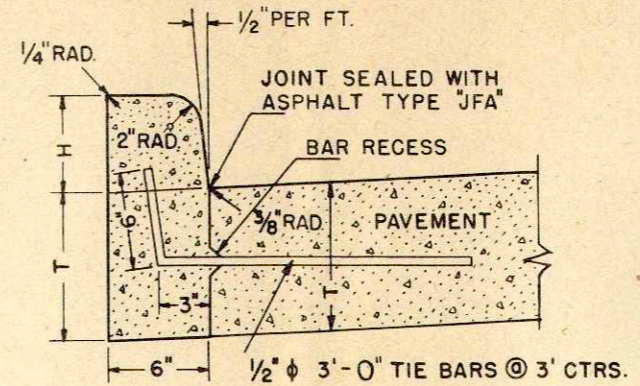 1/2" PER FT.
1/4" RAD.
JOINT SEALED WITH
ASPHALT TYPE "JFA"
2" RAD.
BAR RECESS
H
3/8" RAD.
PAVEMENT
6"
T
T
3"
6"
1/2" ϕ 3'-0" TIE BARS @ 3' CTRS.